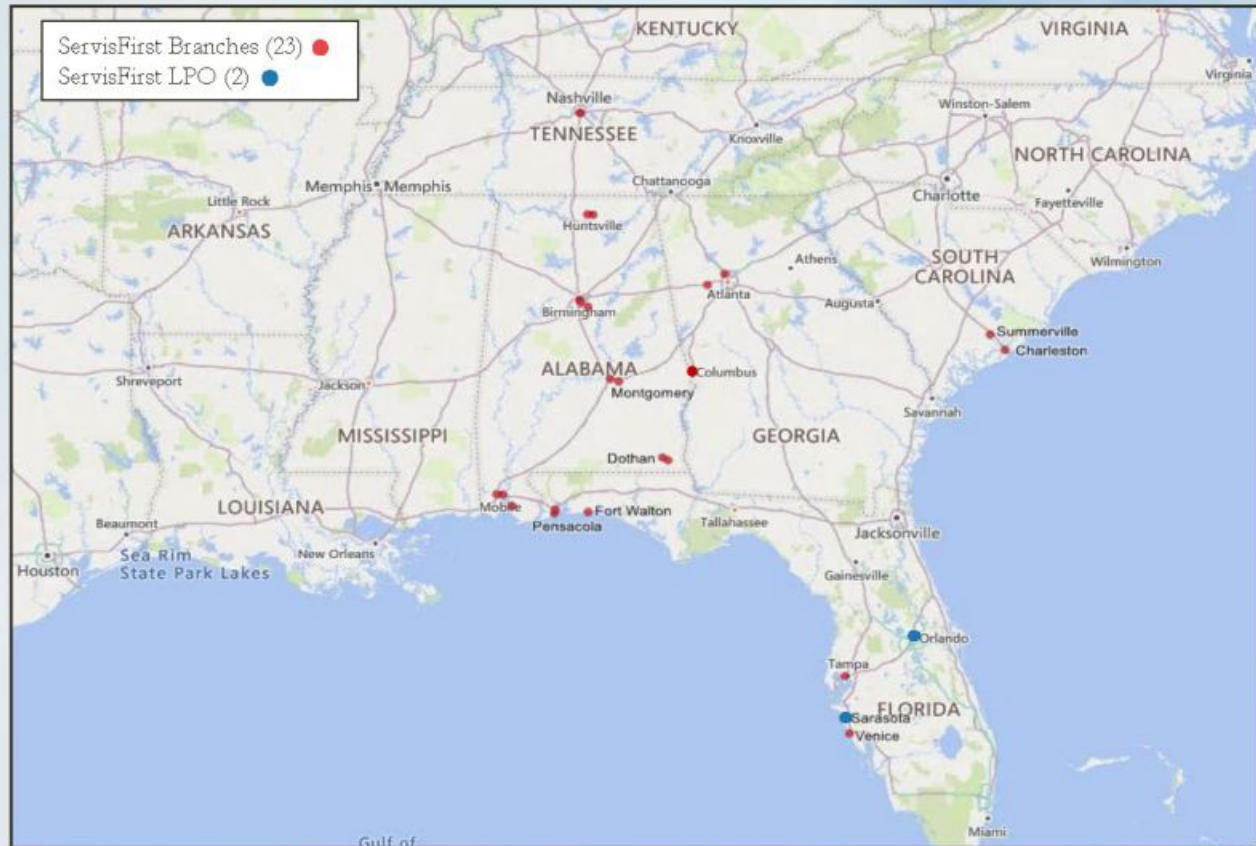 ServisFirst Branches (23)
ServisFirst LPO (2)
KENTUCKY
VIRGINIA
Virginia
Nashville
Winston-Salem
TENNESSEE
Knoxville
NORTH CAROLINA
Memphis Memphis
Chattanooga
Charlotte
Fayetteville
Little Rock
ARKANSAS
Huntsville
SOUTH
CAROLINA
Wilmington
Athens
Atlanta
Augusta
Birmingham
Summerville
Charleston
ALABAMA
Columbus
Shreveport
Jackson
Montgomery
Savannah
MISSISSIPPI
GEORGIA
Dothan
LOUISIANA
Mobile
Fort Walton
Pensacola
Tallahassee
Jacksonville
Beaumont
New Orleans
Houston
Sea Rim
State Park Lakes
Gainesville
Orlando
Tampa
Sarasota
FLORIDA
Venice
Miami
Gulf of